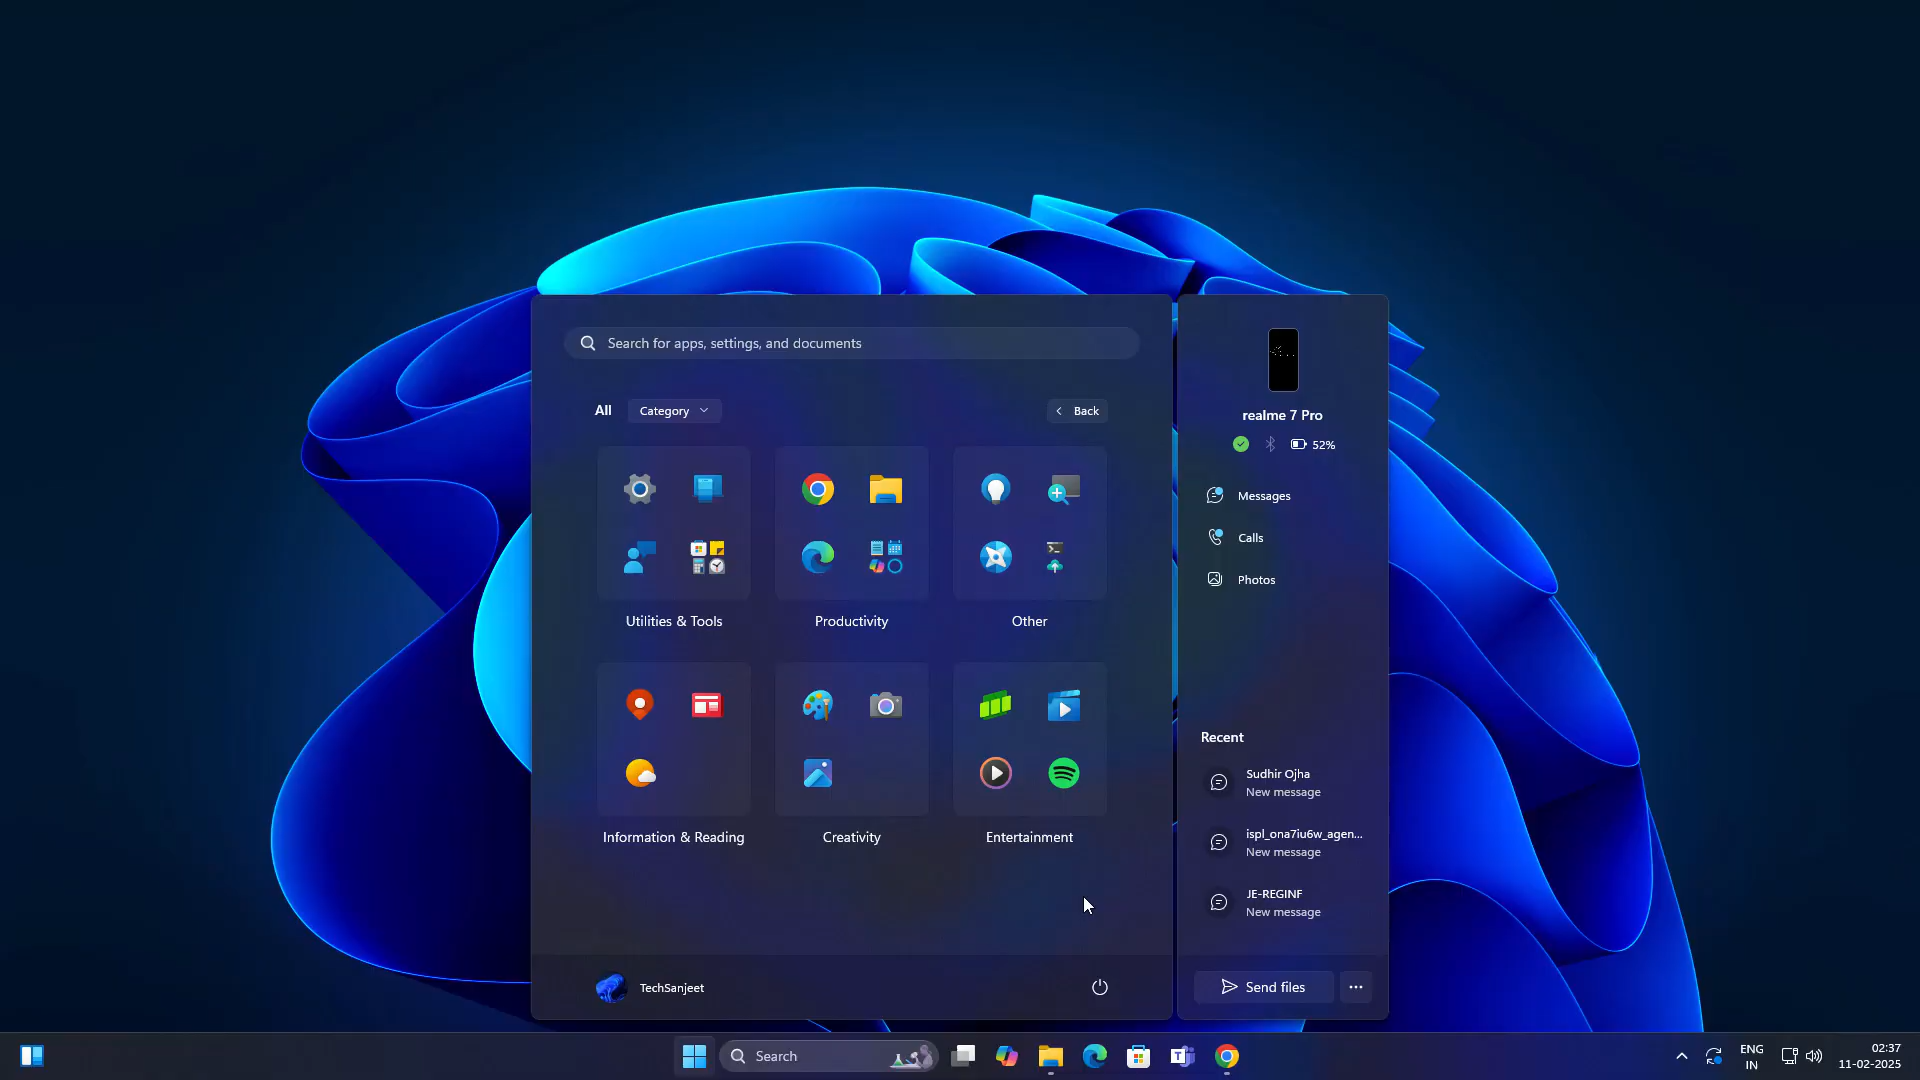 Search for apps, settings, and documents
All
Category
Back
Utilities & Tools
Productivity
Other
Information & Reading
Creativity
Entertainment
TechSanjeet
realme 7 Pro
52%
Messages
Calls
Photos
Recent
Sudhir Ojha
New message
ispl_ona7iu6w_agen...
New message
JE-REGINF
New message
Send files
Search
ENG
IN
02:37
11-02-2025